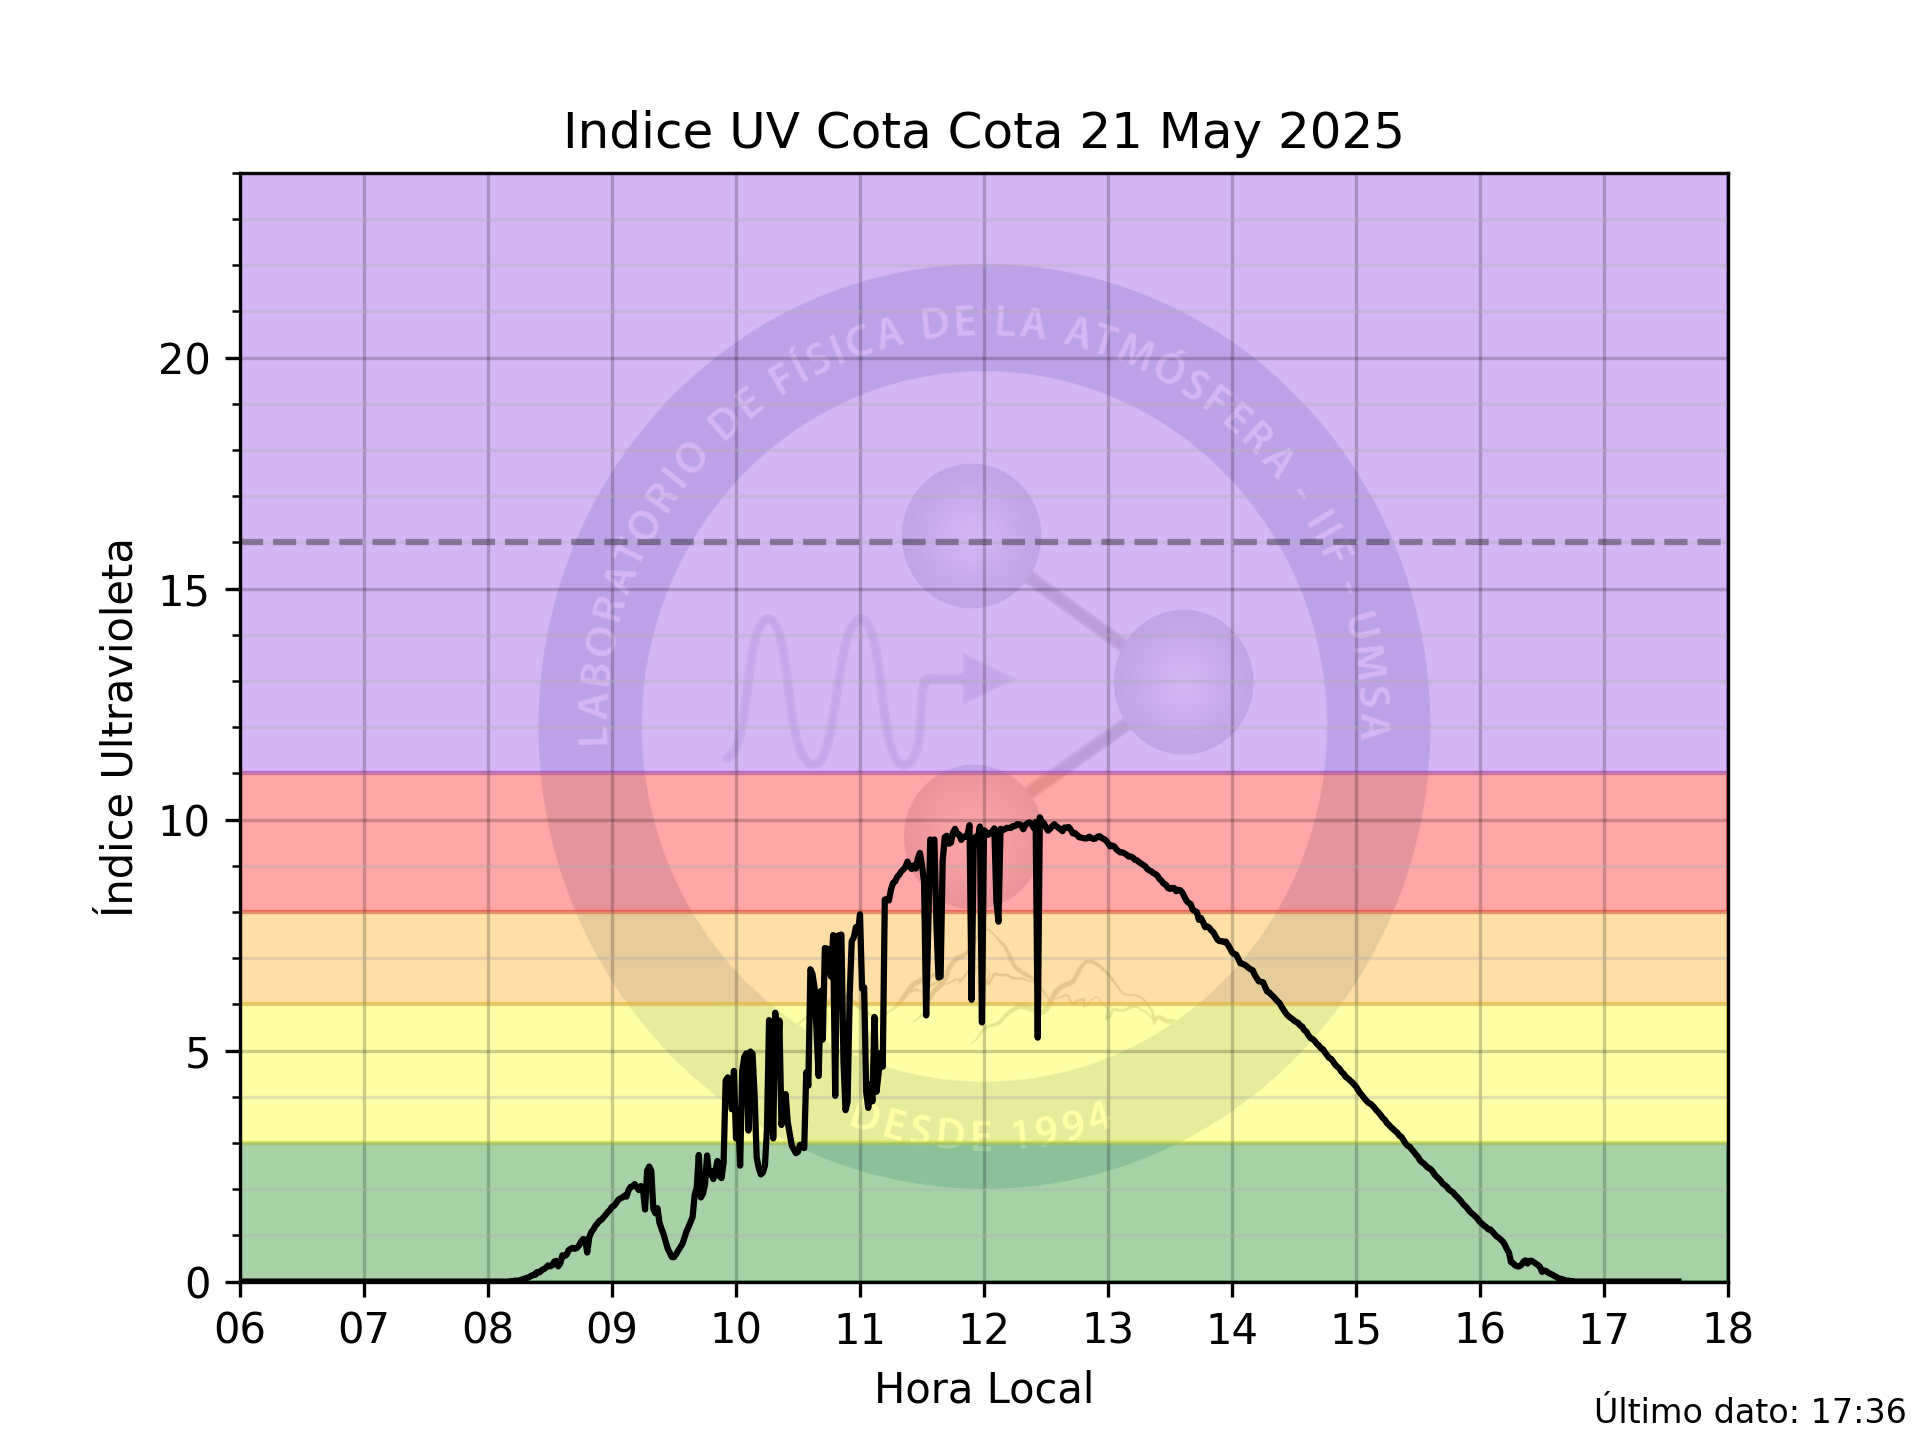 Indice UV Cota Cota 21 May 2025
LABORATORIO DE FÍSICA DE LA ATMÓSFERA - IIF - UMSA
DESDE 1994
Índice Ultravioleta
20
15
10
5
0
06 07 08 09 10 11 12 13 14 15 16 17 18
Hora Local
Último dato: 17:36